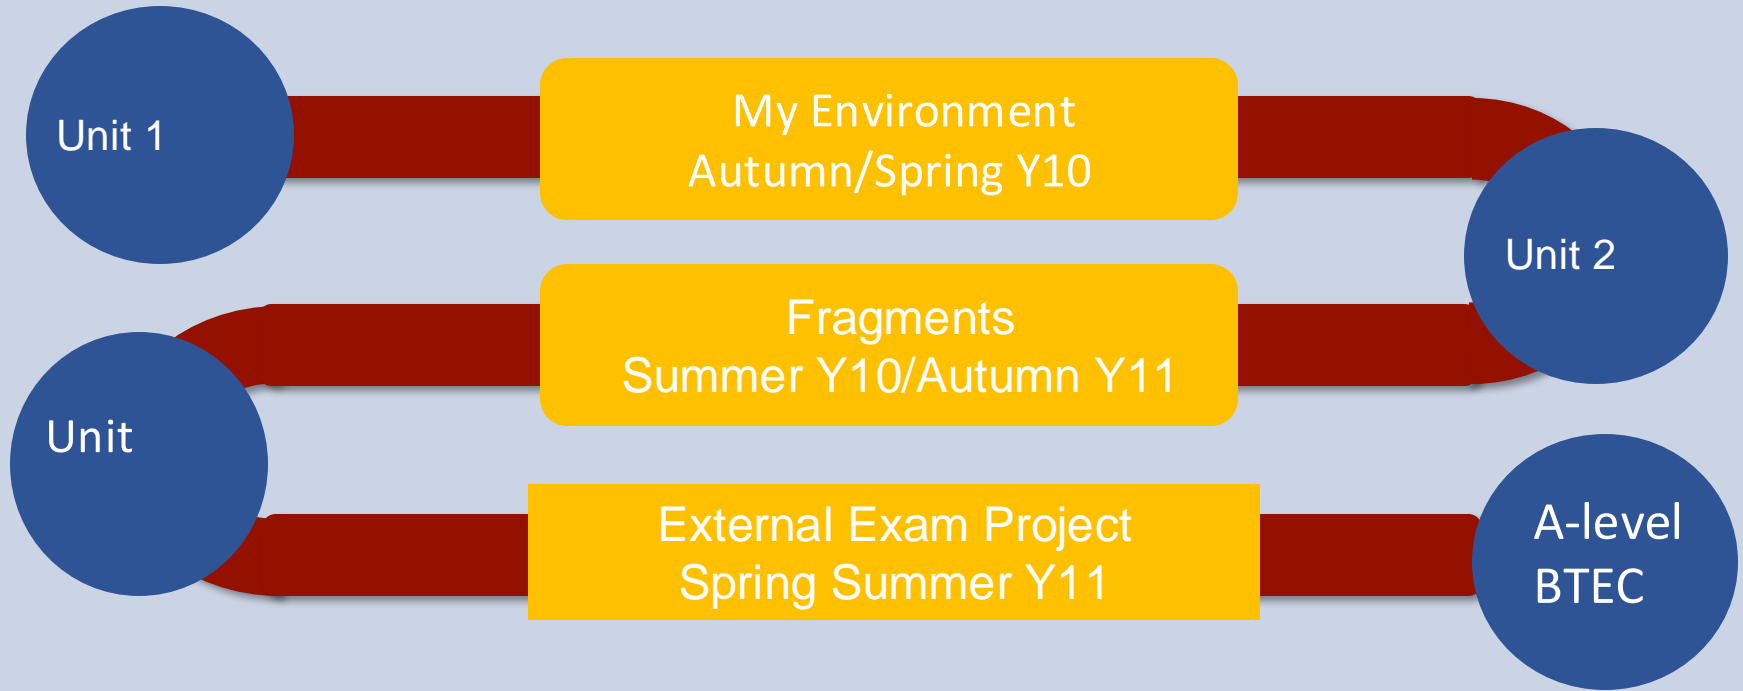 Unit 1
My Environment
Autumn/Spring Y10
Unit 2
Fragments
Summer Y10/Autumn Y11
Unit
External Exam Project
Spring Summer Y11
A-level
BTEC